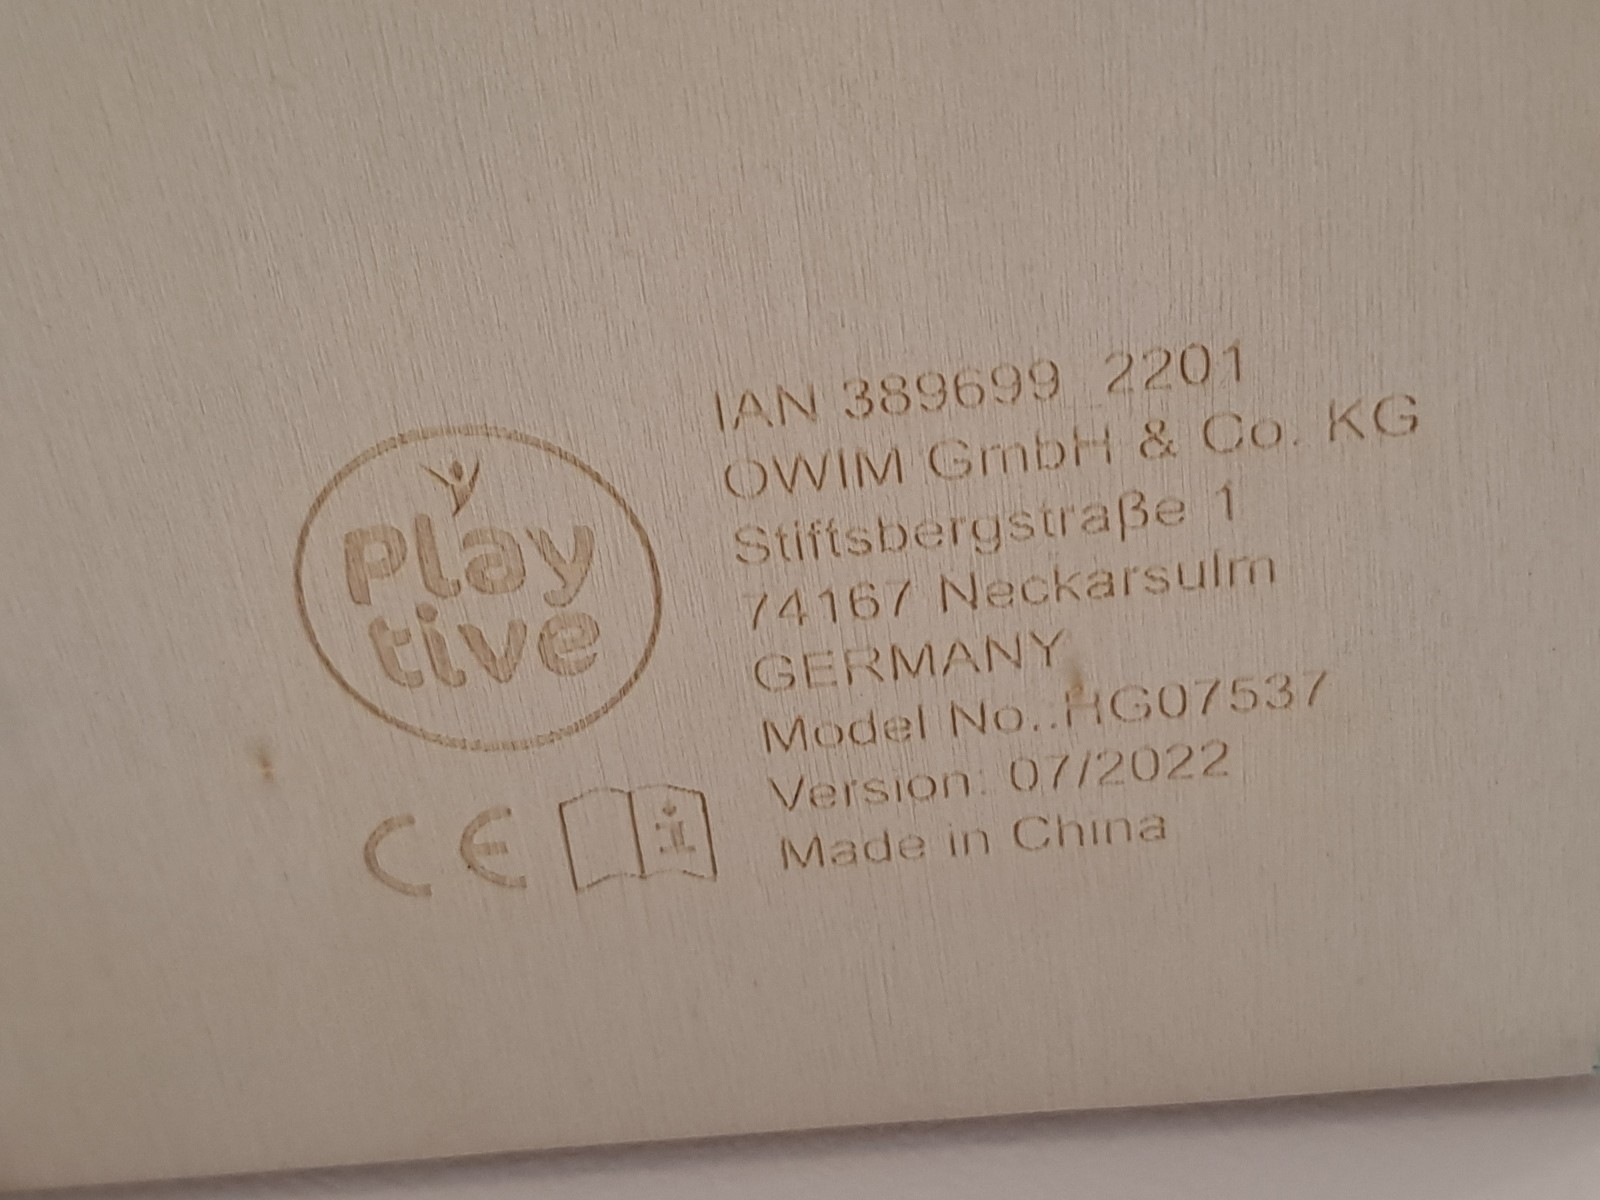 Play
tive
CE
i
IAN 389699_2201
OWIM GmbH & Co. KG
Stiftsbergstraße 1
74167 Neckarsulm
GERMANY
Model No.:HG07537
Version: 07/2022
Made in China